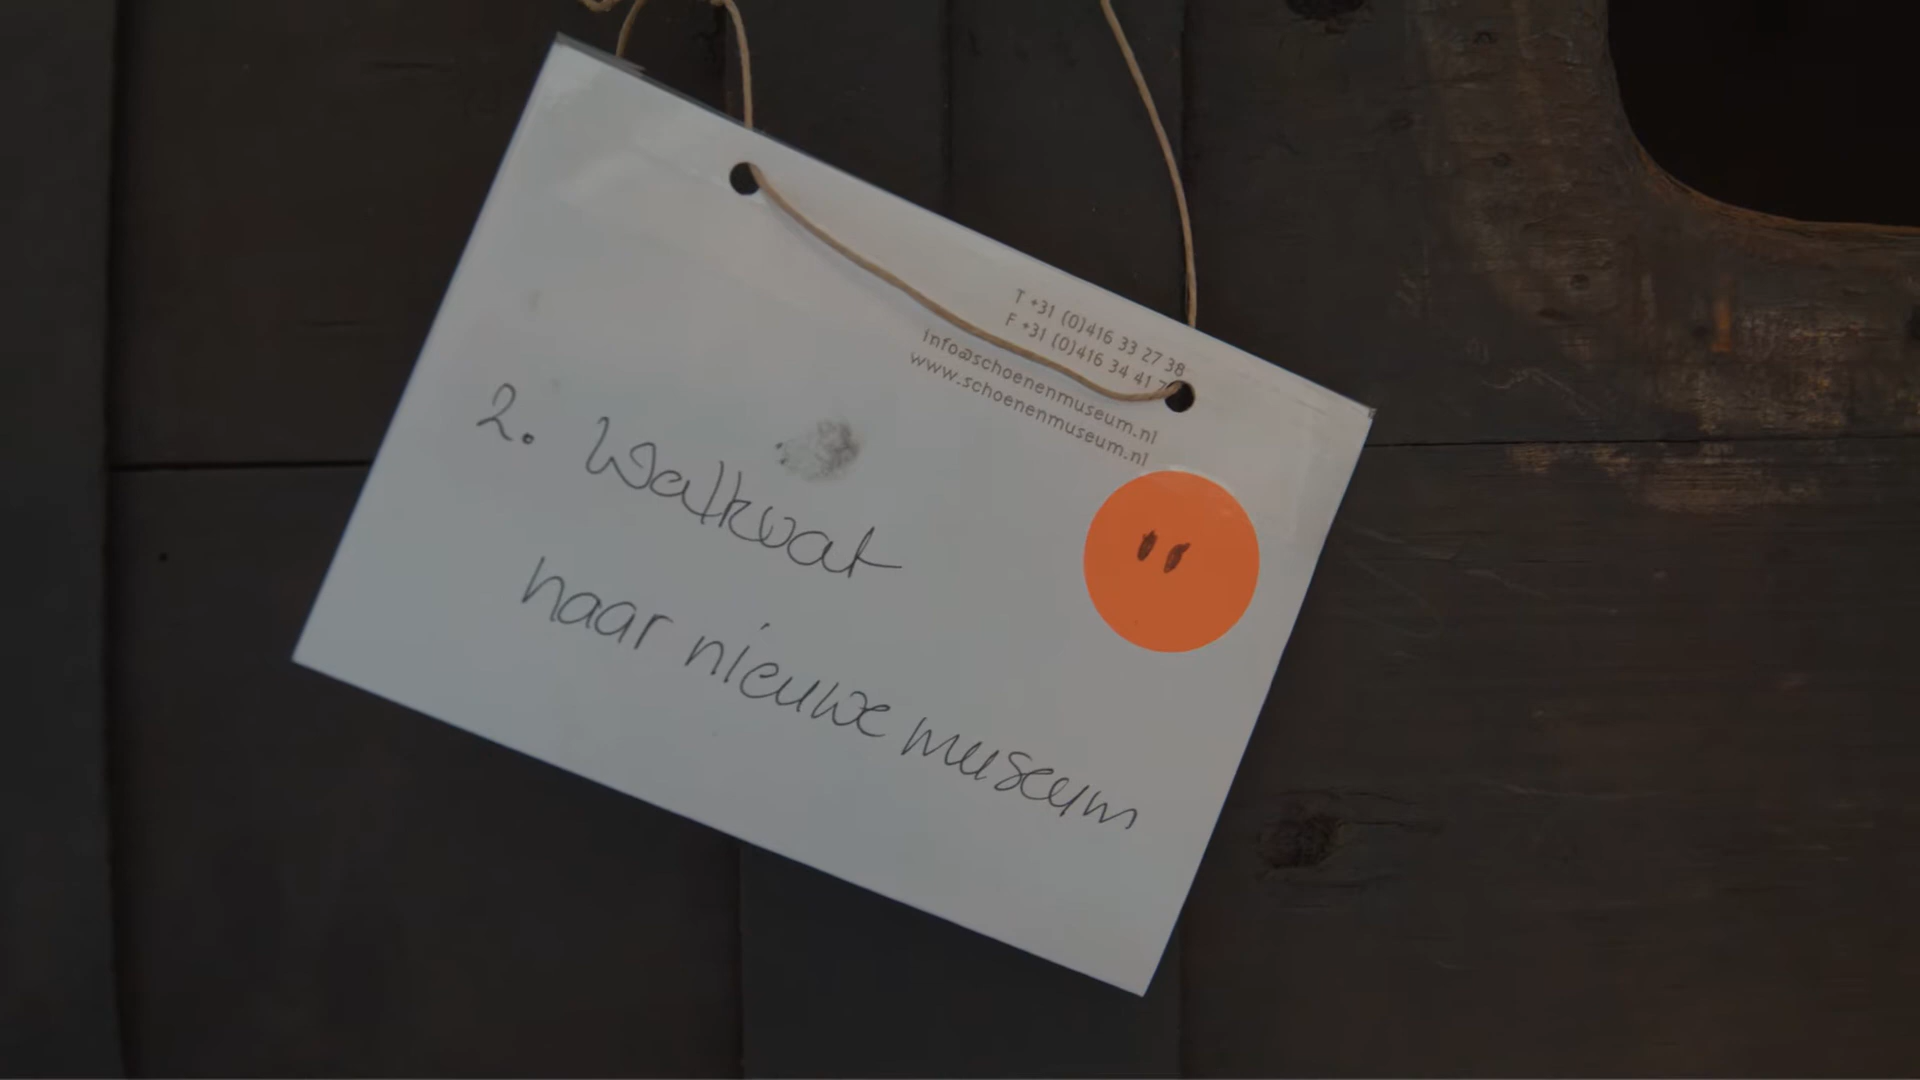 T +31 (0)416 33 27 38
F +31 (0)416 34 41
info@schoenenmuseum.nl
www.schoenenmuseum.nl
2. Walkvat
naar nieuwe museum